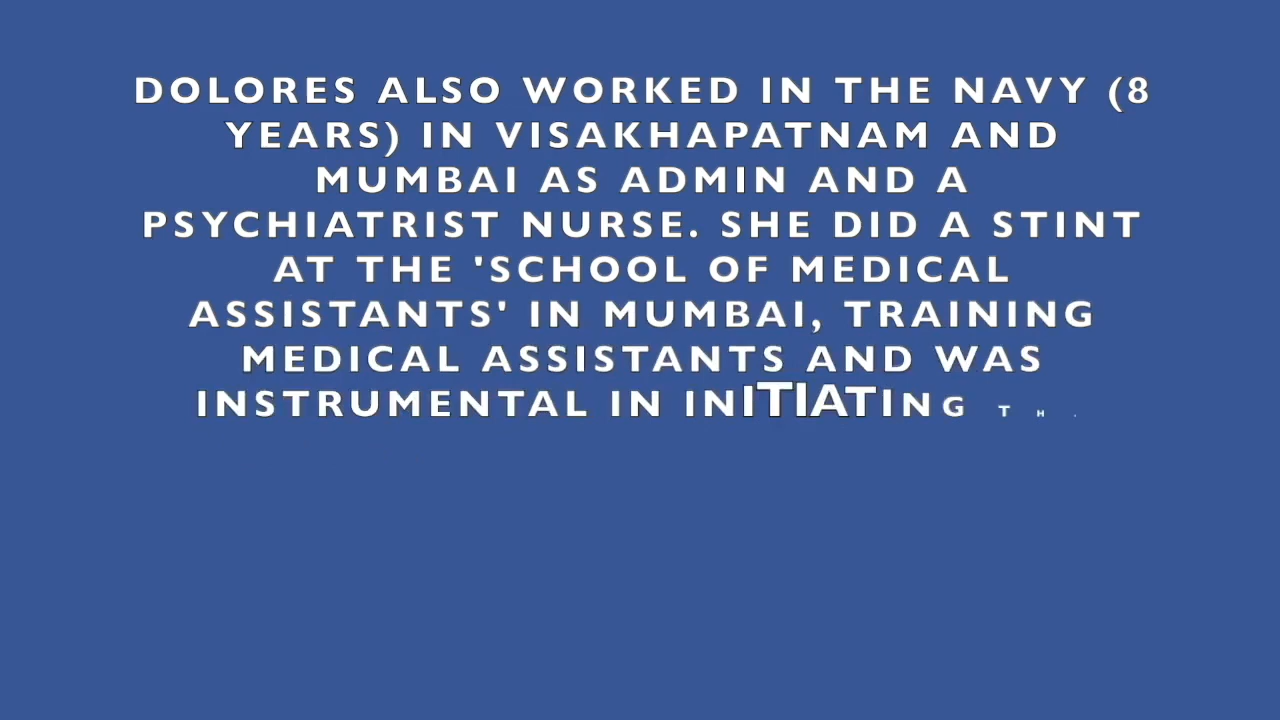 DOLORES ALSO WORKED IN THE NAVY (8
YEARS) IN VISAKHAPATNAM AND
MUMBAI AS ADMIN AND A
PSYCHIATRIST NURSE. SHE DID A STINT
AT THE 'SCHOOL OF MEDICAL
ASSISTANTS' IN MUMBAI, TRAINING
MEDICAL ASSISTANTS AND WAS
INSTRUMENTAL IN INITIATING TH